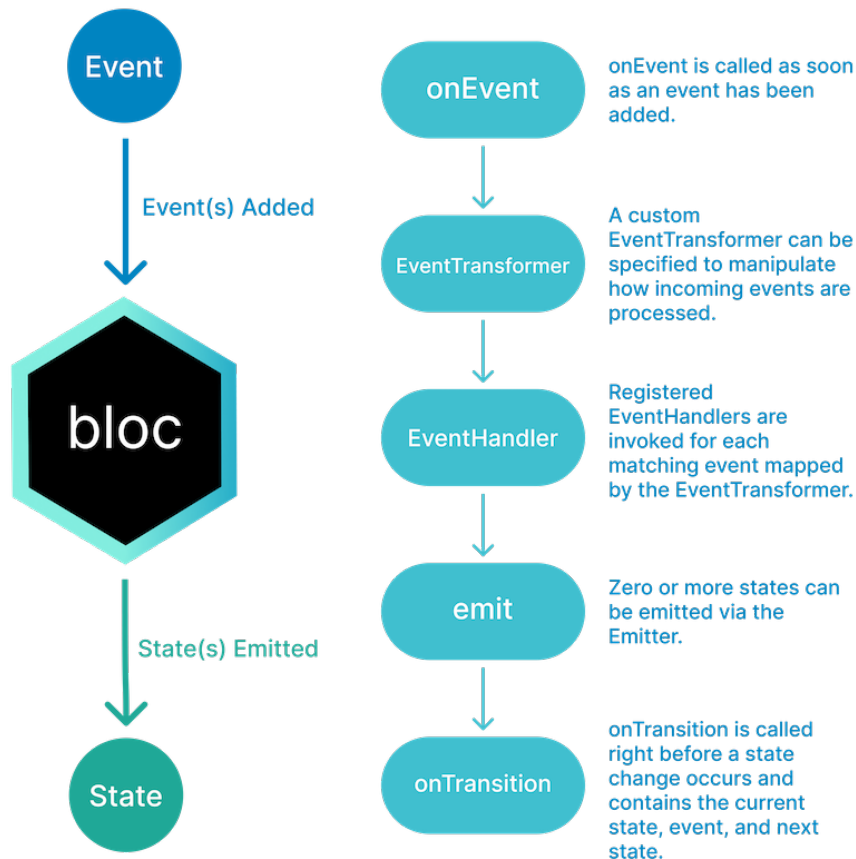 Event
Event(s) Added
bloc
State(s) Emitted
State
onEvent
onEvent is called as soon
as an event has been
added.
EventTransformer
A custom
EventTransformer can be
specified to manipulate
how incoming events are
processed.
EventHandler
Registered
EventHandlers are
invoked for each
matching event mapped
by the EventTransformer.
emit
Zero or more states can
be emitted via the
Emitter.
onTransition
onTransition is called
right before a state
change occurs and
contains the current
state, event, and next
state.